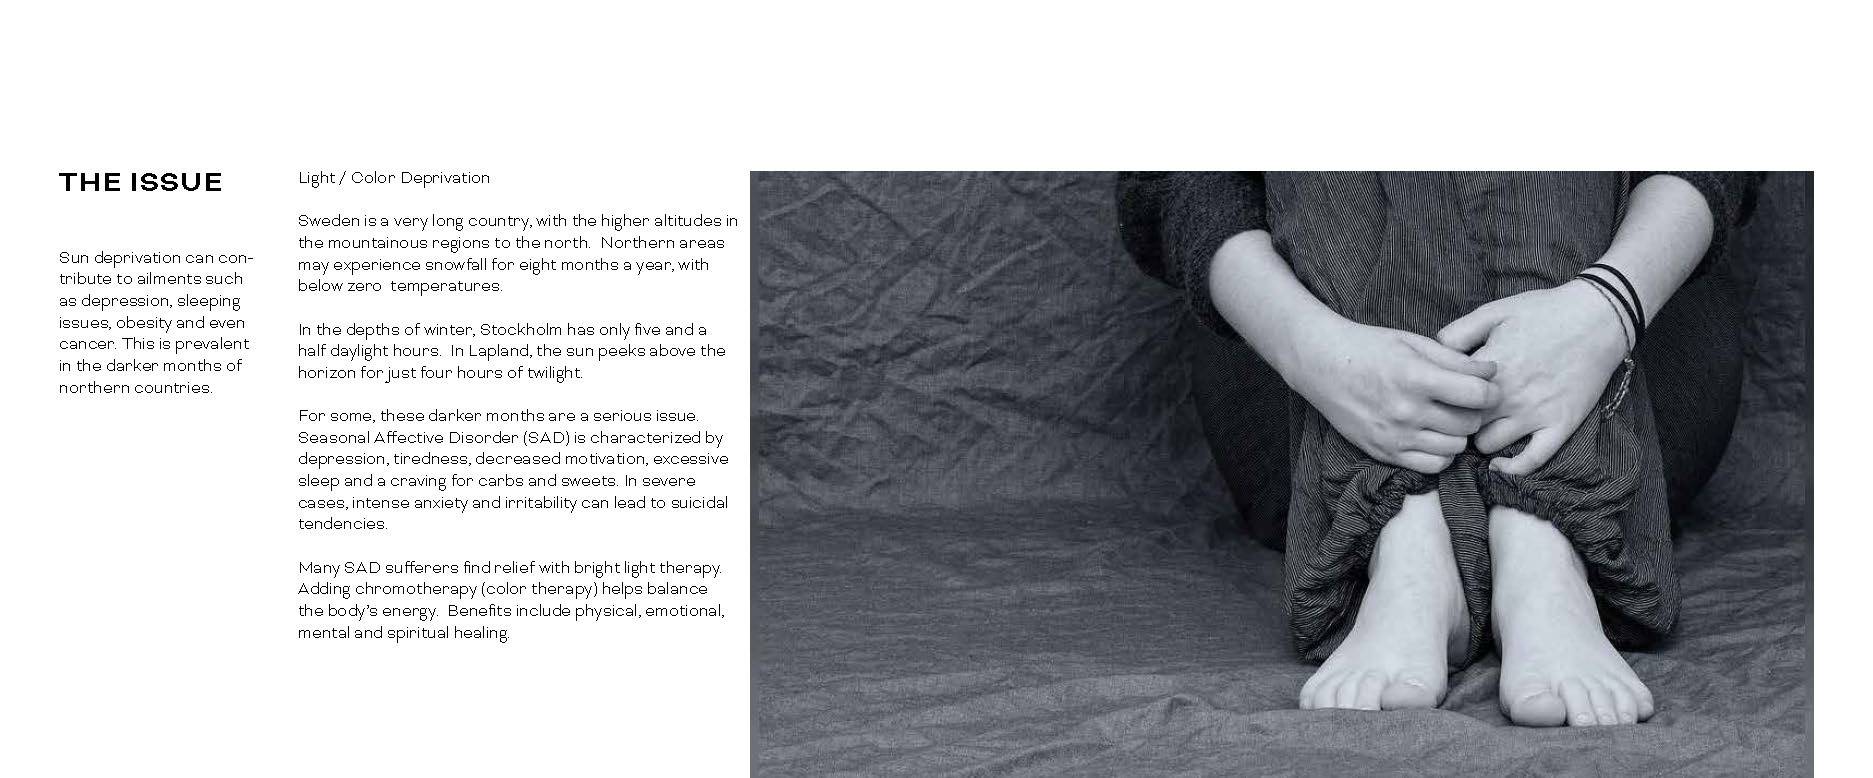 THE ISSUE
Sun deprivation can con-
tribute to ailments such
as depression, sleeping
issues, obesity and even
cancer. This is prevalent
in the darker months of
northern countries.
Light / Color Deprivation
Sweden is a very long country, with the higher altitudes in
the mountainous regions to the north.  Northern areas
may experience snowfall for eight months a year, with
below zero  temperatures.
In the depths of winter, Stockholm has only five and a
half daylight hours.  In Lapland, the sun peeks above the
horizon for just four hours of twilight.
For some, these darker months are a serious issue.
Seasonal Affective Disorder (SAD) is characterized by
depression, tiredness, decreased motivation, excessive
sleep and a craving for carbs and sweets. In severe
cases, intense anxiety and irritability can lead to suicidal
tendencies.
Many SAD sufferers find relief with bright light therapy.
Adding chromotherapy (color therapy) helps balance
the body's energy.  Benefits include physical, emotional,
mental and spiritual healing.